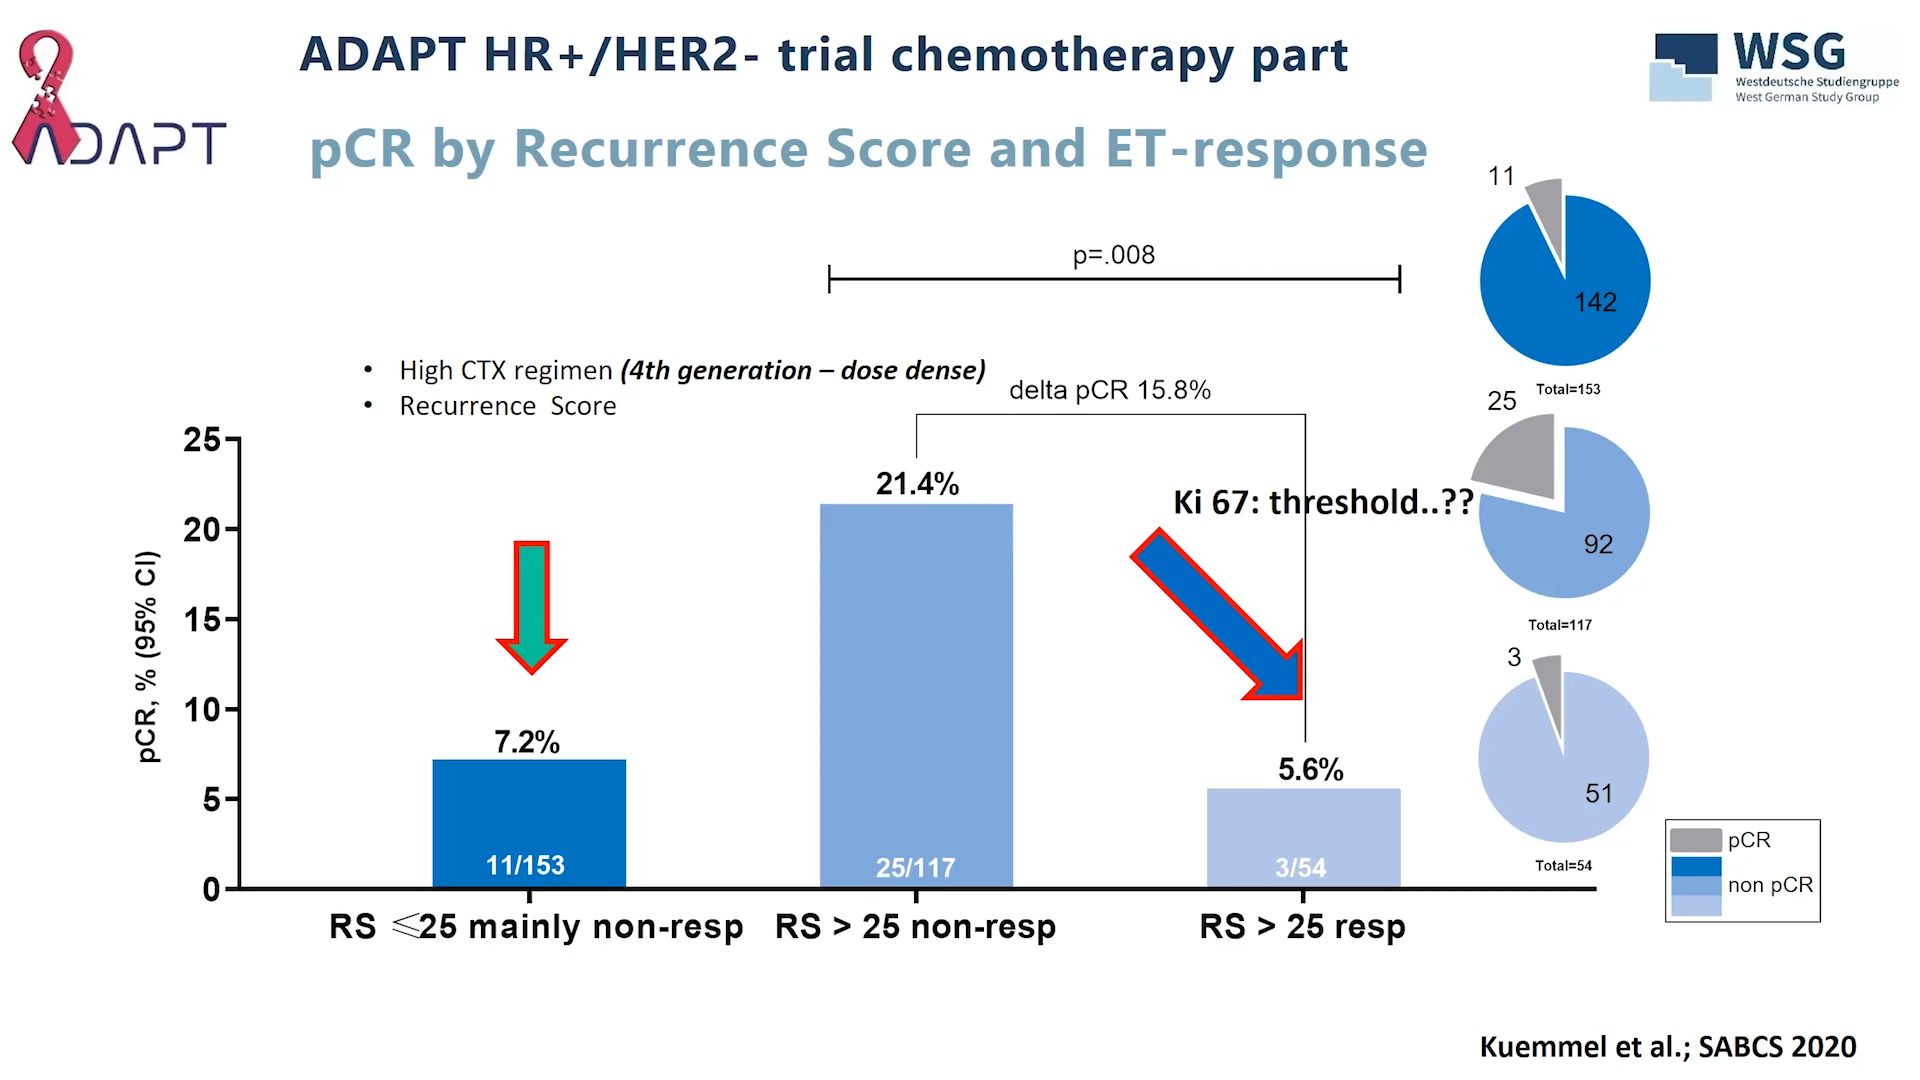 ADAPT HR+/HER2- trial chemotherapy part
WSG
Westdeutsche Studiengruppe
West German Study Group
ADAPT
pCR by Recurrence Score and ET-response
p=.008
• High CTX regimen (4th generation – dose dense)
• Recurrence Score
delta pCR 15.8%
pCR, % (95% CI)
25
20
15
10
5
0
7.2%
21.4%
5.6%
Ki 67: threshold..??
11/153
25/117
3/54
RS ≤25 mainly non-resp
RS > 25 non-resp
RS > 25 resp
11
142
Total=153
25
92
Total=117
3
51
Total=54
pCR
non pCR
Kuemmel et al.; SABCS 2020